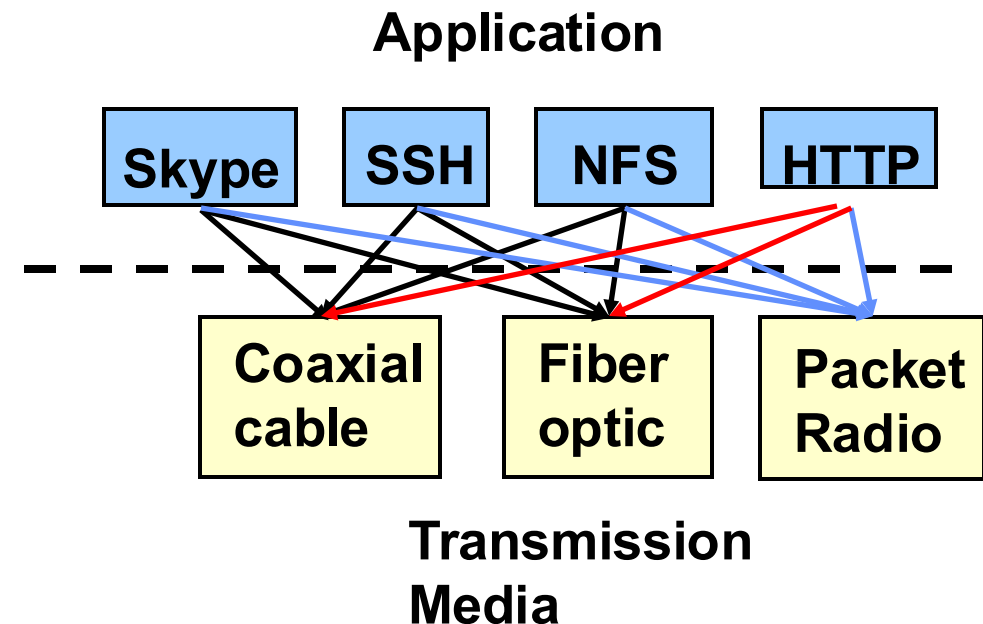 Application
Skype
SSH
NFS
HTTP
Coaxial
cable
Fiber
optic
Packet
Radio
Transmission
Media